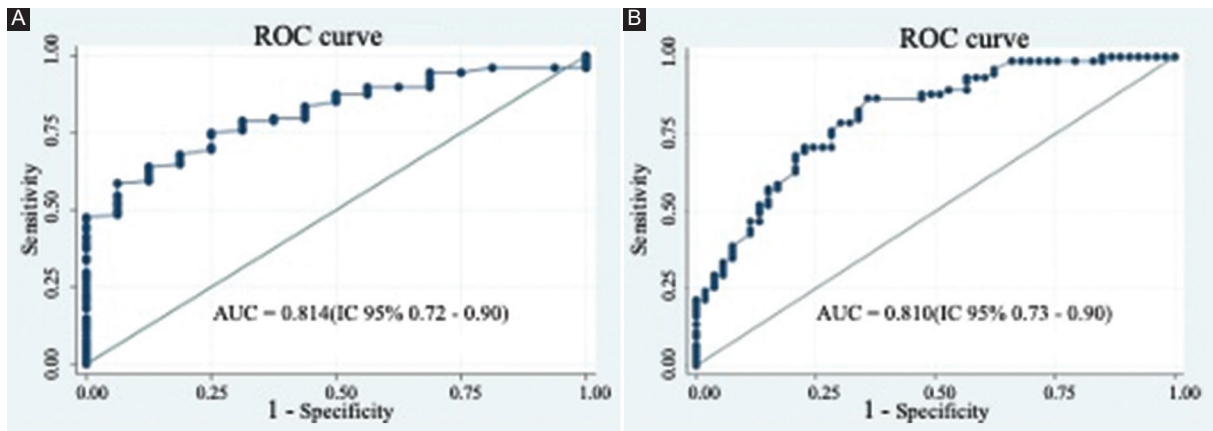 A
ROC curve
Sensitivity
1.00
0.75
0.50
0.25
0.00
AUC = 0.814(IC 95% 0.72 - 0.90)
0.00 0.25 0.50 0.75 1.00
1 - Specificity
B
ROC curve
Sensitivity
1.00
0.75
0.50
0.25
0.00
AUC = 0.810(IC 95% 0.73 - 0.90)
0.00 0.25 0.50 0.75 1.00
1 - Specificity